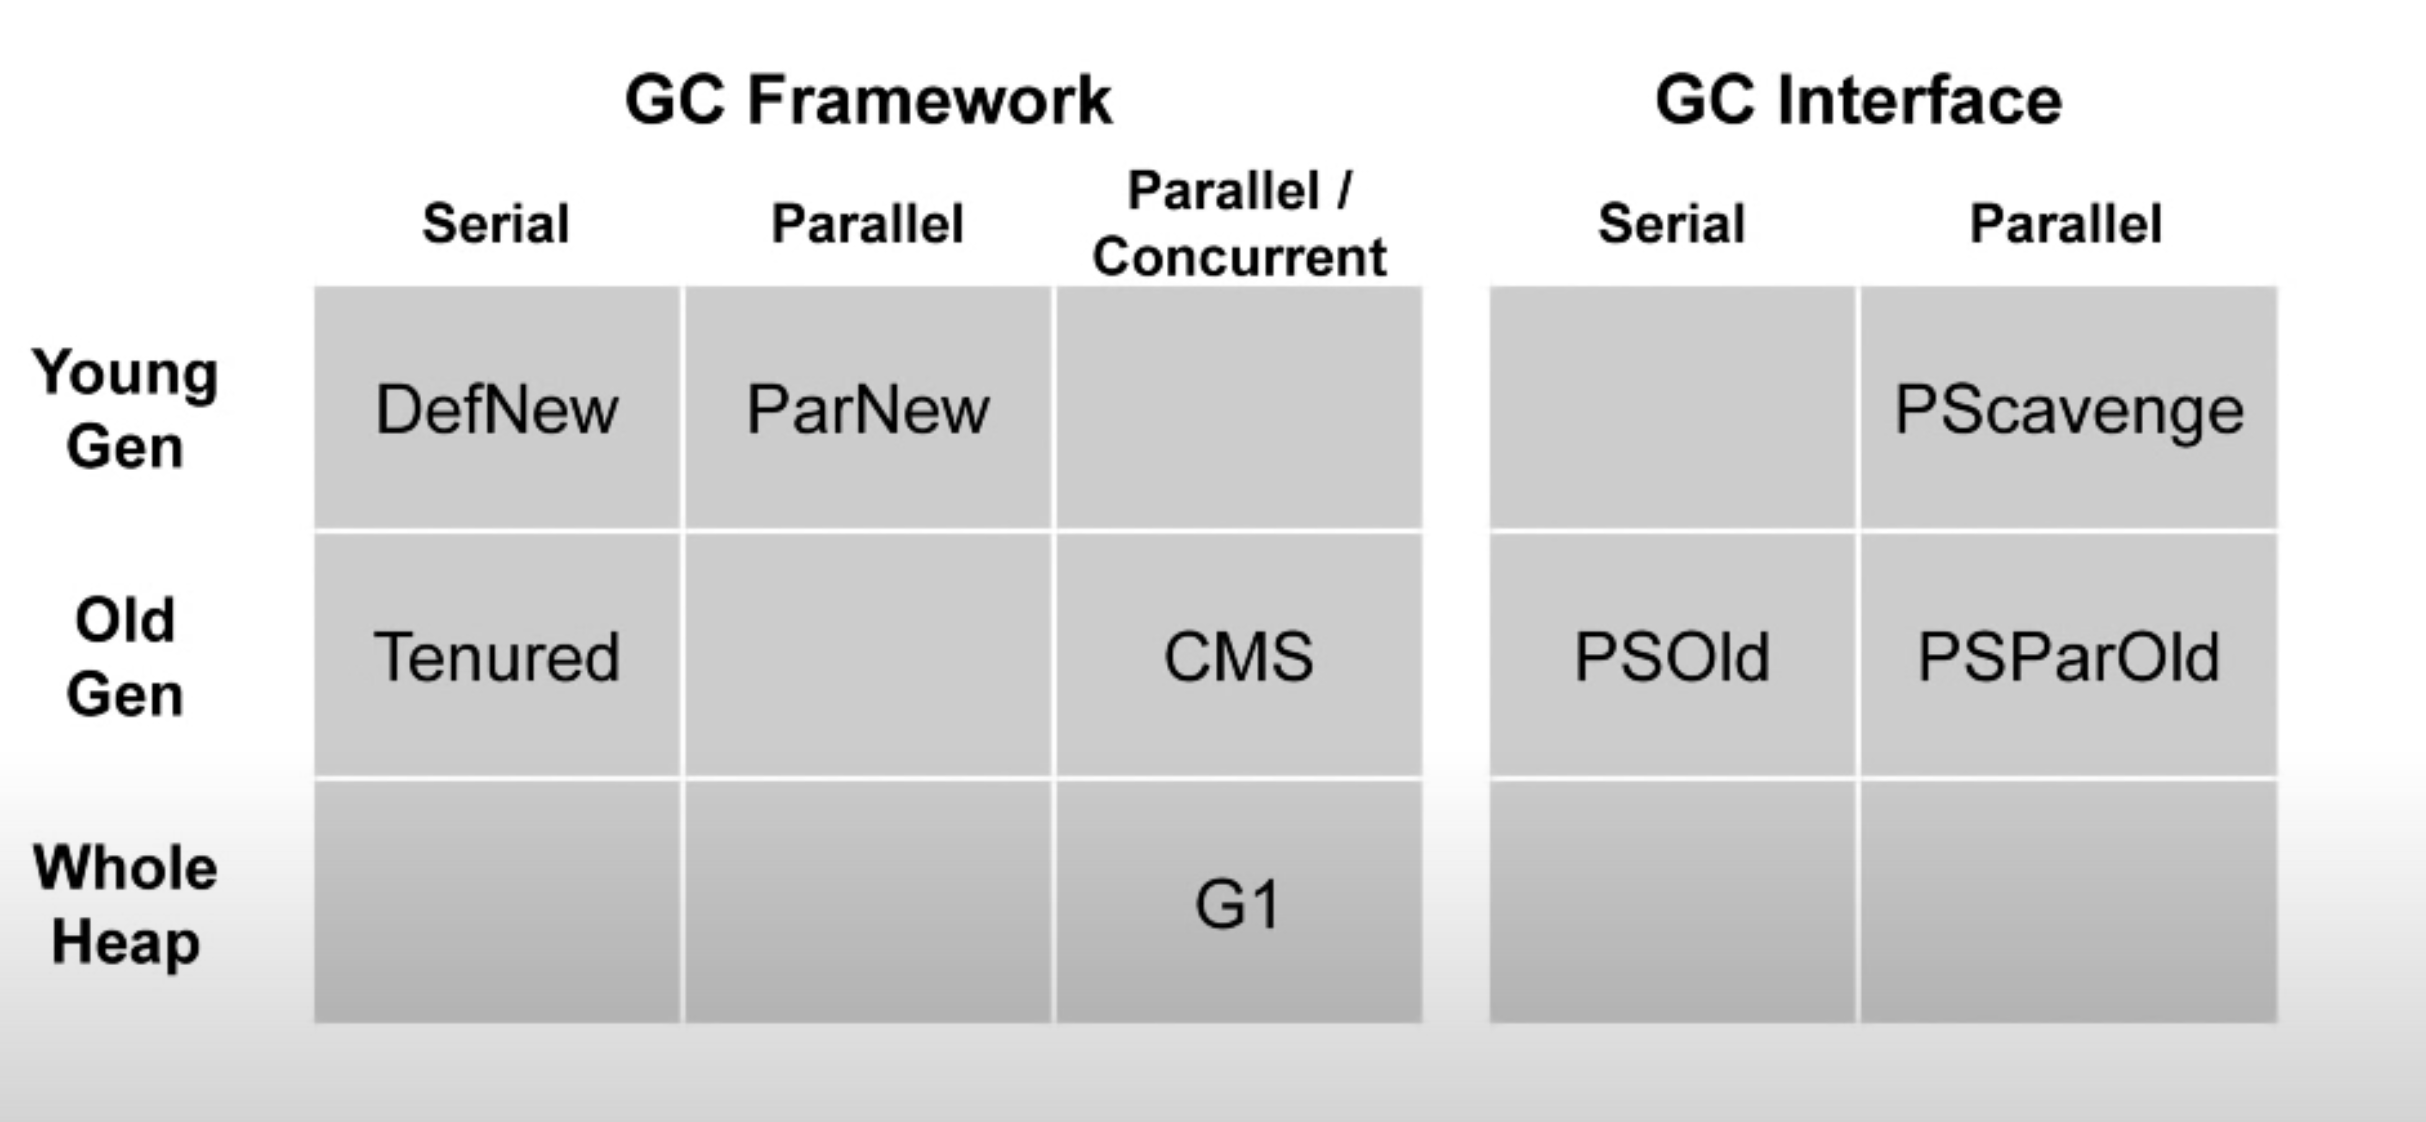 GC Framework
GC Interface
Serial
Parallel
Parallel /
Concurrent
Serial
Parallel
Young
Gen
DefNew
ParNew
PScavenge
Old
Gen
Tenured
CMS
PSOld
PSParOld
Whole
Heap
G1